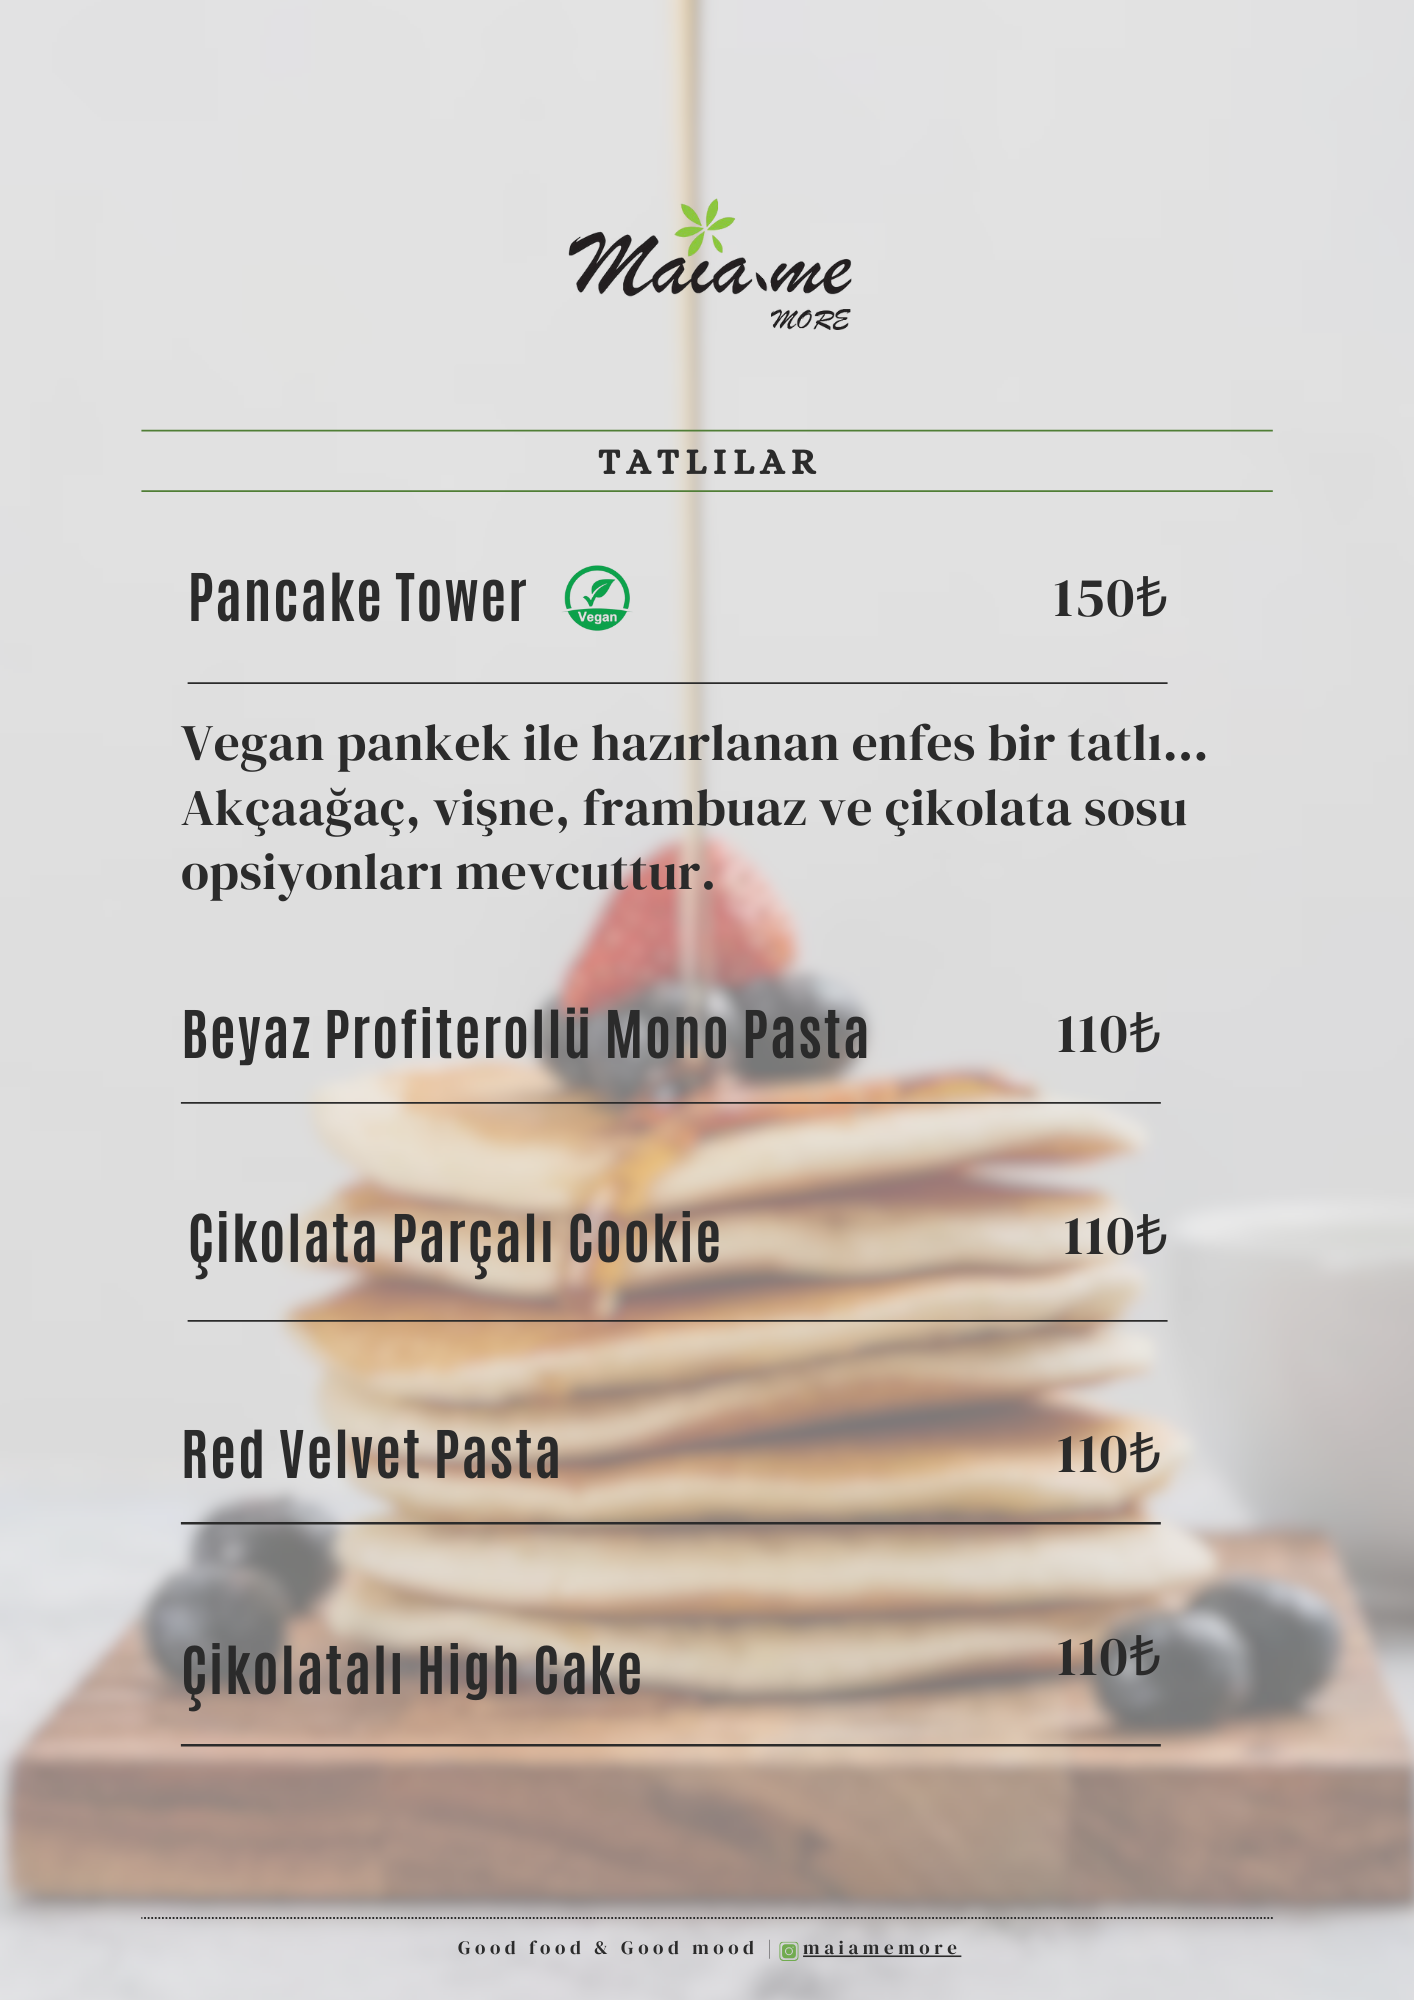 Maia.me
MORE
TATLILAR
Pancake Tower Vegan 150₺
Vegan pankek ile hazırlanan enfes bir tatlı...
Akçaağaç, vişne, frambuaz ve çikolata sosu
opsiyonları mevcuttur.
Beyaz Profiterollü Mono Pasta 110₺
Çikolata Parçalı Cookie 110₺
Red Velvet Pasta 110₺
Çikolatalı High Cake 110₺
Good food & Good mood | maiamemore